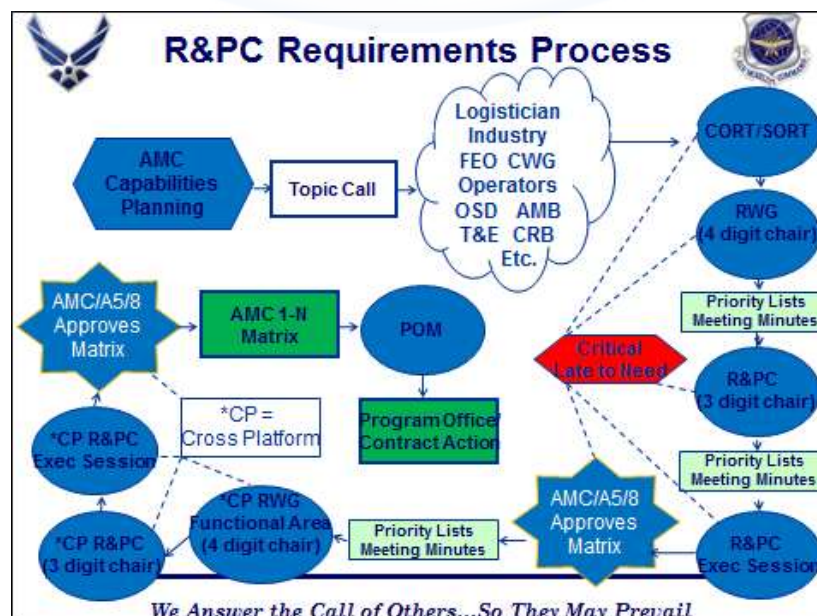 R&PC Requirements Process
AMC
Capabilities
Planning
Topic Call
Logistician
Industry
FEO CWG
Operators
OSD AMB
T&E CRB
Etc.
CORT/SORT
RWG
(4 digit chair)
Priority Lists
Meeting Minutes
R&PC
(3 digit chair)
Priority Lists
Meeting Minutes
R&PC
Exec Session
Critical
Late to Need
AMC/A5/8
Approves
Matrix
Priority Lists
Meeting Minutes
*CP RWG
Functional Area
(4 digit chair)
*CP R&PC
(3 digit chair)
*CP R&PC
Exec Session
*CP =
Cross Platform
AMC/A5/8
Approves
Matrix
AMC 1-N
Matrix
POM
Program Office/
Contract Action
We Answer the Call of Others...So They May Prevail